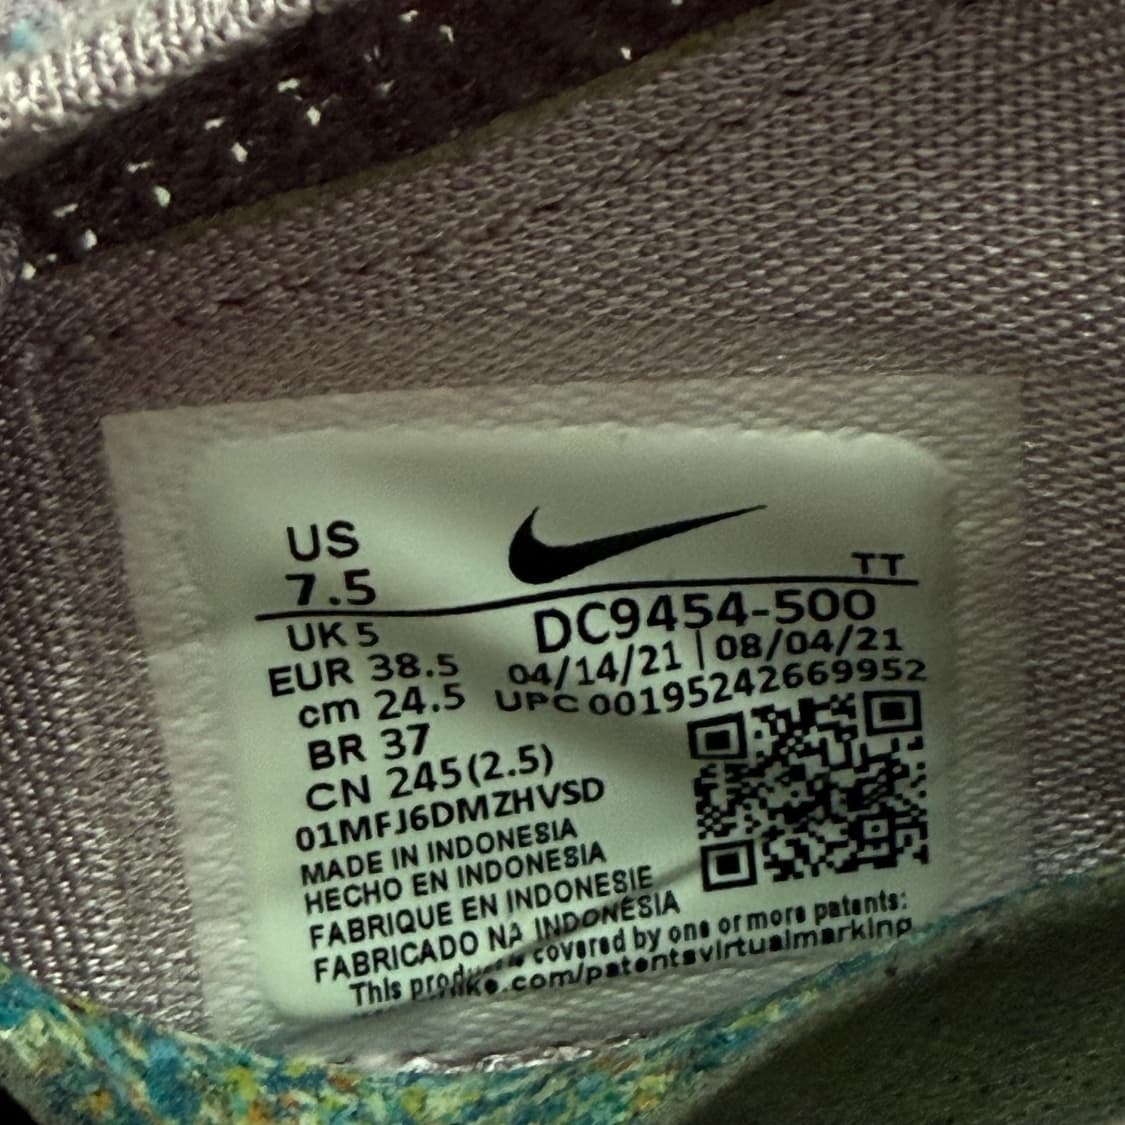 US
7.5
TT
UK 5
DC9454-500
EUR 38.5
04/14/21 | 08/04/21
cm 24.5
UPC 00195242669952
BR 37
CN 245(2.5)
01MFJ6DMZHVSD
MADE IN INDONESIA
HECHO EN INDONESIA
FABRIQUE EN INDONESIE
FABRICADO NA INDONÉSIA
This covered by one or more patents:
.com/patentsvirtualmarking